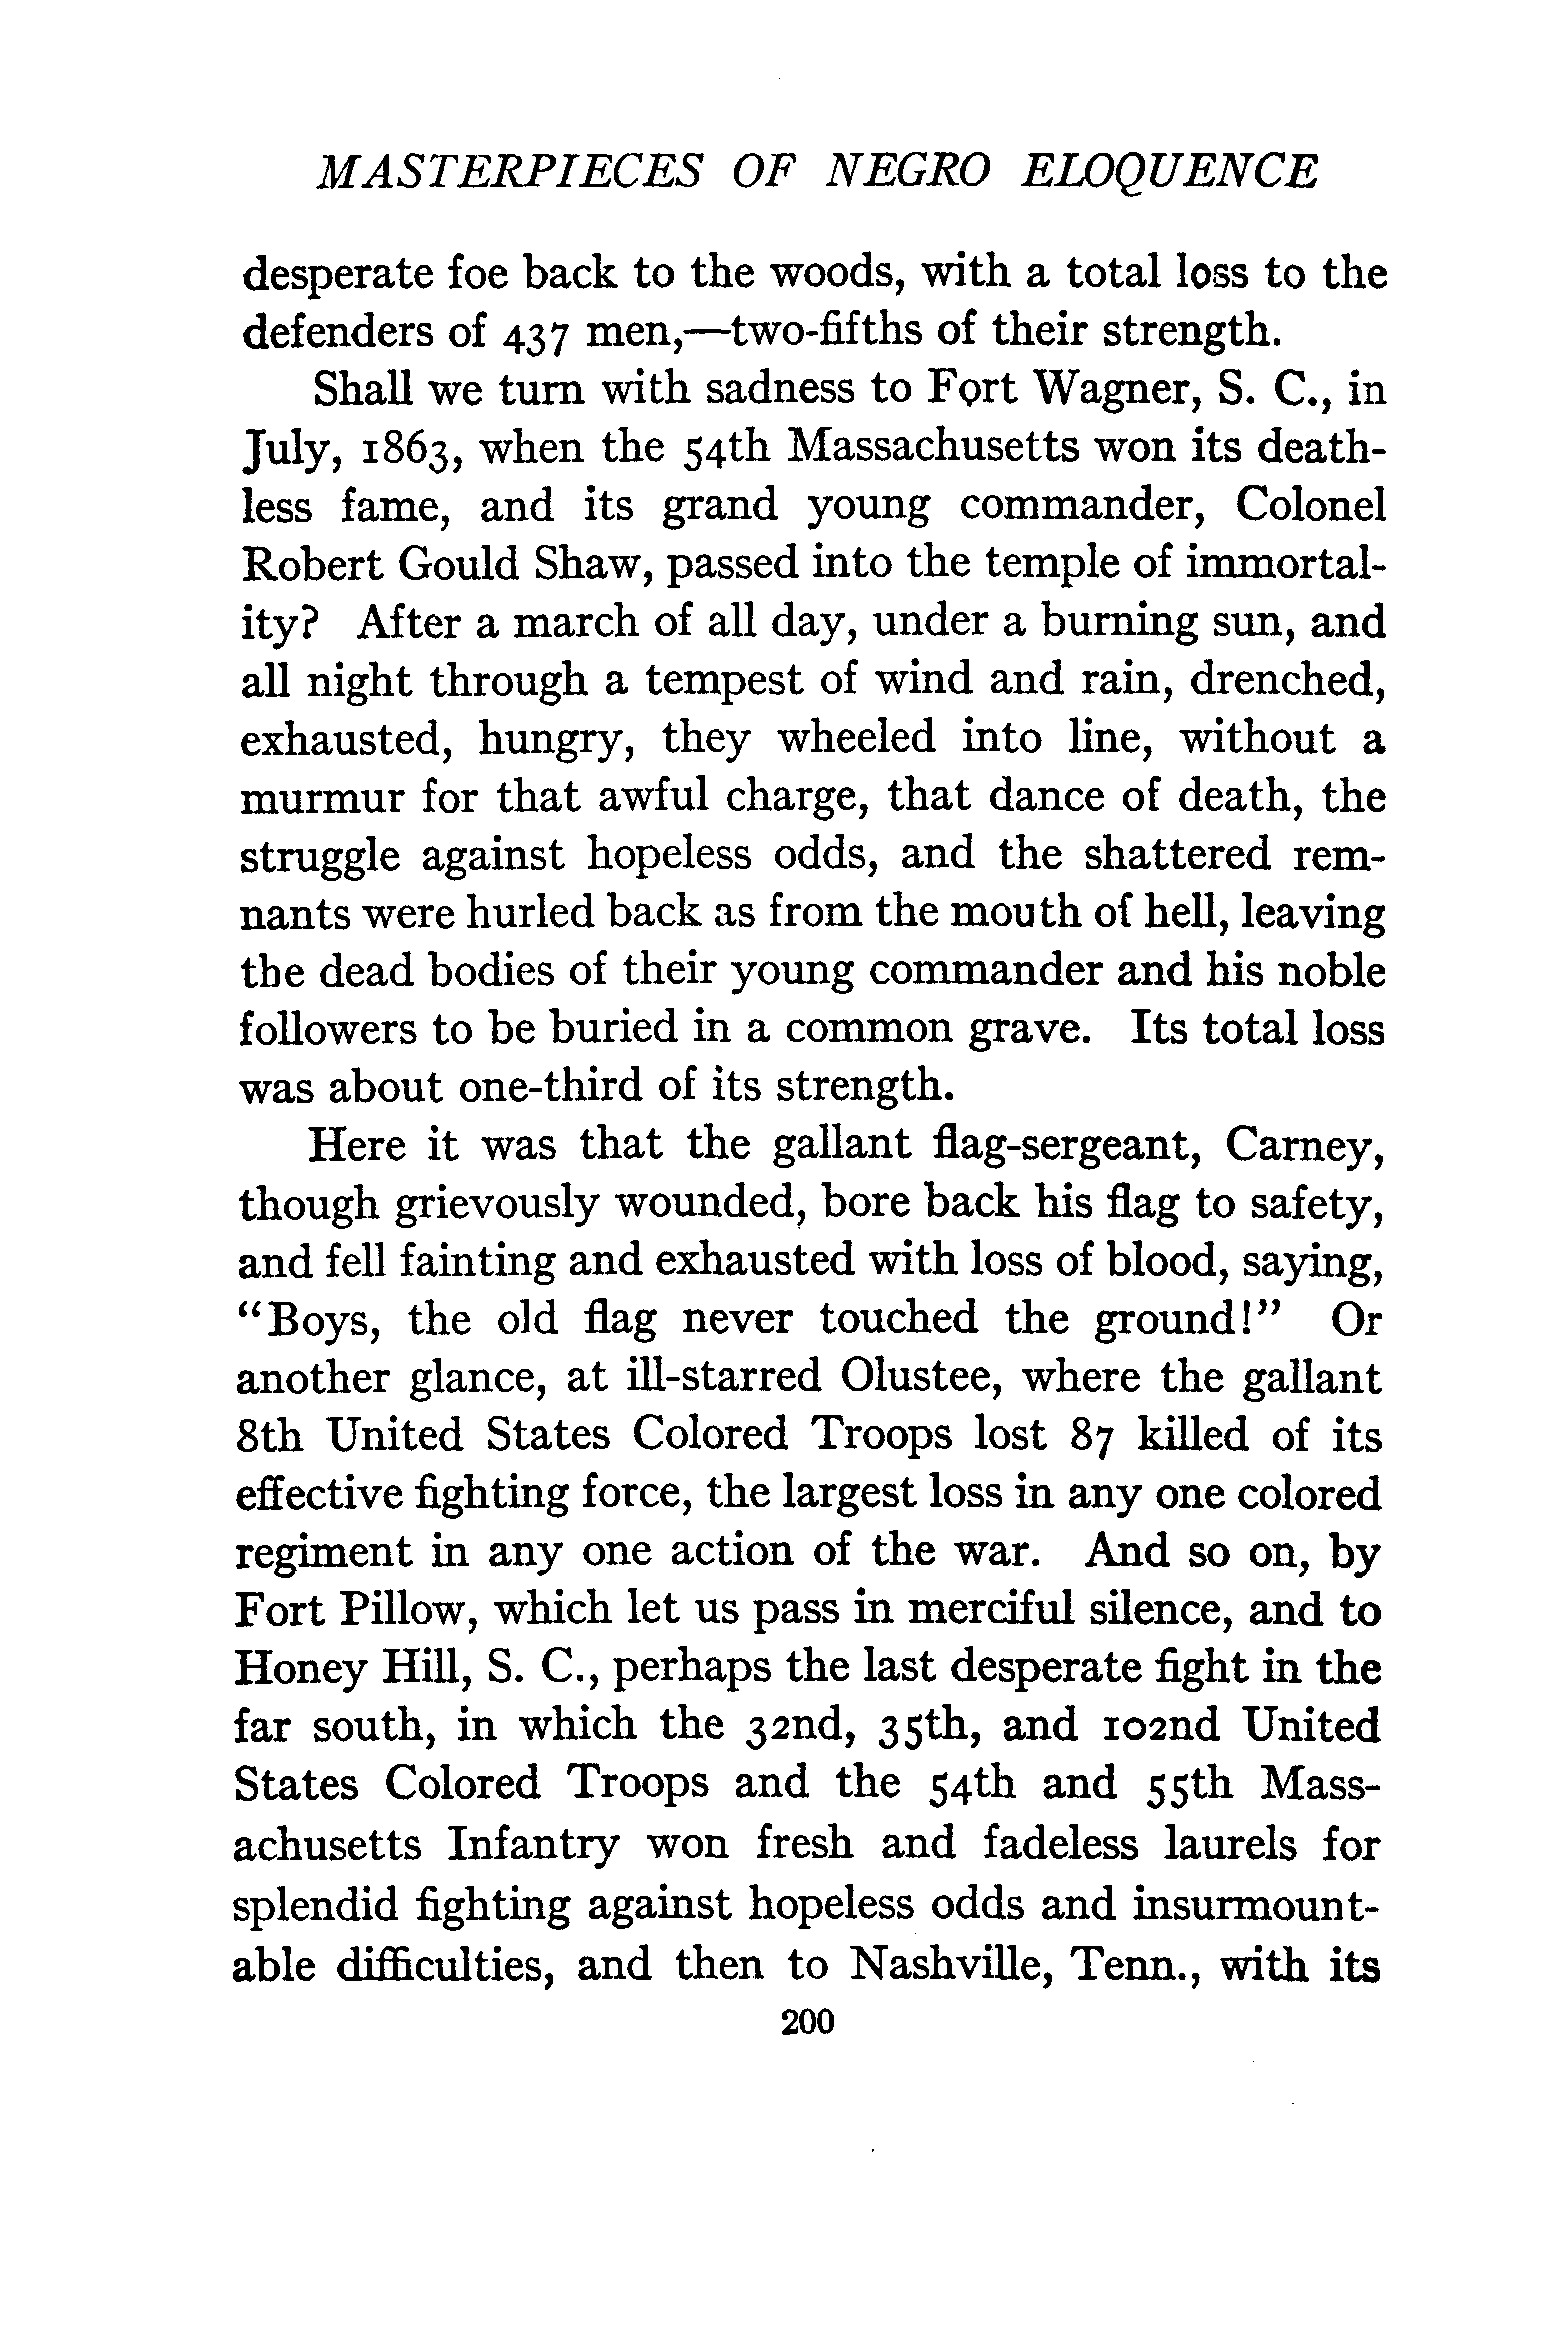 MASTERPIECES OF NEGRO ELOQUENCE
desperate foe back to the woods, with a total loss to the
defenders of 437 men,—two-fifths of their strength.
Shall we turn with sadness to Fort Wagner, S. C., in
July, 1863, when the 54th Massachusetts won its death-
less fame, and its grand young commander, Colonel
Robert Gould Shaw, passed into the temple of immortal-
ity? After a march of all day, under a burning sun, and
all night through a tempest of wind and rain, drenched,
exhausted, hungry, they wheeled into line, without a
murmur for that awful charge, that dance of death, the
struggle against hopeless odds, and the shattered rem-
nants were hurled back as from the mouth of hell, leaving
the dead bodies of their young commander and his noble
followers to be buried in a common grave. Its total loss
was about one-third of its strength.
Here it was that the gallant flag-sergeant, Carney,
though grievously wounded, bore back his flag to safety,
and fell fainting and exhausted with loss of blood, saying,
“Boys, the old flag never touched the ground!” Or
another glance, at ill-starred Olustee, where the gallant
8th United States Colored Troops lost 87 killed of its
effective fighting force, the largest loss in any one colored
regiment in any one action of the war. And so on, by
Fort Pillow, which let us pass in merciful silence, and to
Honey Hill, S. C., perhaps the last desperate fight in the
far south, in which the 32nd, 35th, and 102nd United
States Colored Troops and the 54th and 55th Mass-
achusetts Infantry won fresh and fadeless laurels for
splendid fighting against hopeless odds and insurmount-
able difficulties, and then to Nashville, Tenn., with its
200